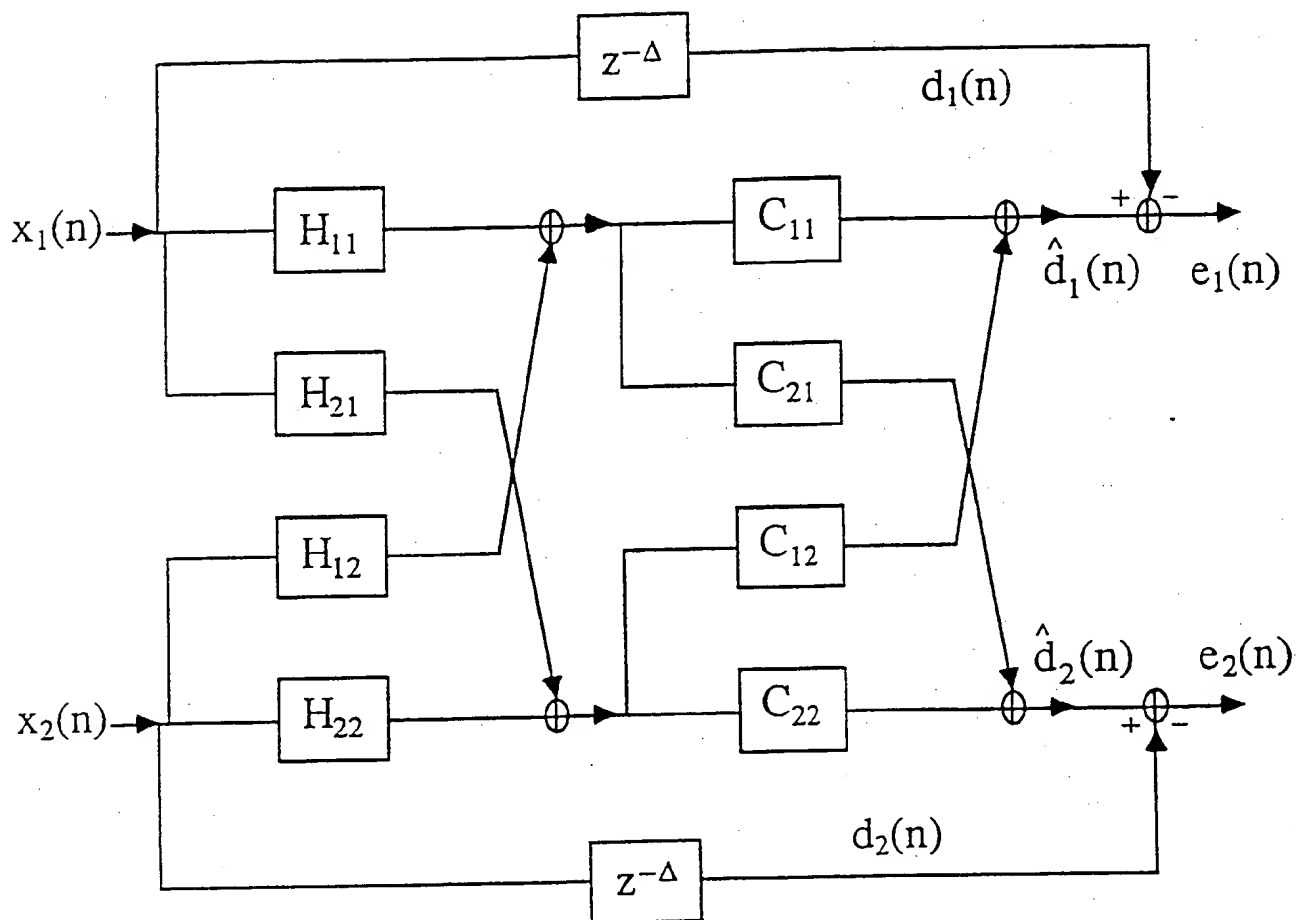 z^{-Δ}
d₁(n)
x₁(n)
H₁₁
C₁₁
+ −
d̂₁(n)
e₁(n)
H₂₁
C₂₁
H₁₂
C₁₂
d̂₂(n)
e₂(n)
x₂(n)
H₂₂
C₂₂
+ −
d₂(n)
z^{-Δ}